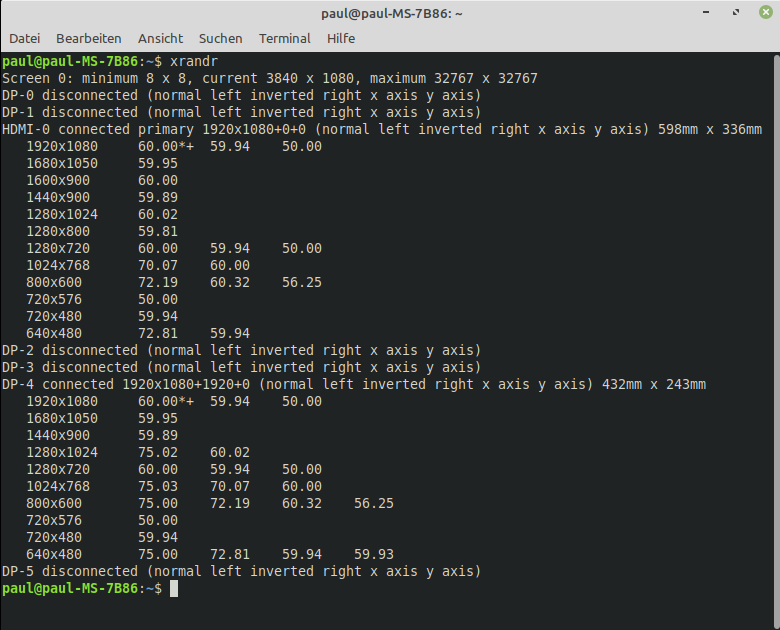 paul@paul-MS-7B86: ~
Datei Bearbeiten Ansicht Suchen Terminal Hilfe
paul@paul-MS-7B86:~$ xrandr
Screen 0: minimum 8 x 8, current 3840 x 1080, maximum 32767 x 32767
DP-0 disconnected (normal left inverted right x axis y axis)
DP-1 disconnected (normal left inverted right x axis y axis)
HDMI-0 connected primary 1920x1080+0+0 (normal left inverted right x axis y axis) 598mm x 336mm
   1920x1080     60.00*+  59.94    50.00
   1680x1050     59.95
   1600x900      60.00
   1440x900      59.89
   1280x1024     60.02
   1280x800      59.81
   1280x720      60.00    59.94    50.00
   1024x768      70.07    60.00
   800x600       72.19    60.32    56.25
   720x576       50.00
   720x480       59.94
   640x480       72.81    59.94
DP-2 disconnected (normal left inverted right x axis y axis)
DP-3 disconnected (normal left inverted right x axis y axis)
DP-4 connected 1920x1080+1920+0 (normal left inverted right x axis y axis) 432mm x 243mm
   1920x1080     60.00*+  59.94    50.00
   1680x1050     59.95
   1440x900      59.89
   1280x1024     75.02    60.02
   1280x720      60.00    59.94    50.00
   1024x768      75.03    70.07    60.00
   800x600       75.00    72.19    60.32    56.25
   720x576       50.00
   720x480       59.94
   640x480       75.00    72.81    59.94    59.93
DP-5 disconnected (normal left inverted right x axis y axis)
paul@paul-MS-7B86:~$